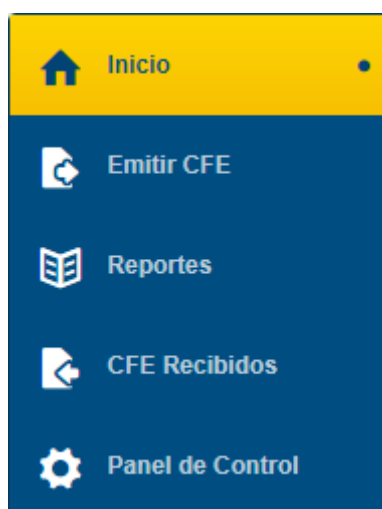 Inicio
Emitir CFE
Reportes
CFE Recibidos
Panel de Control